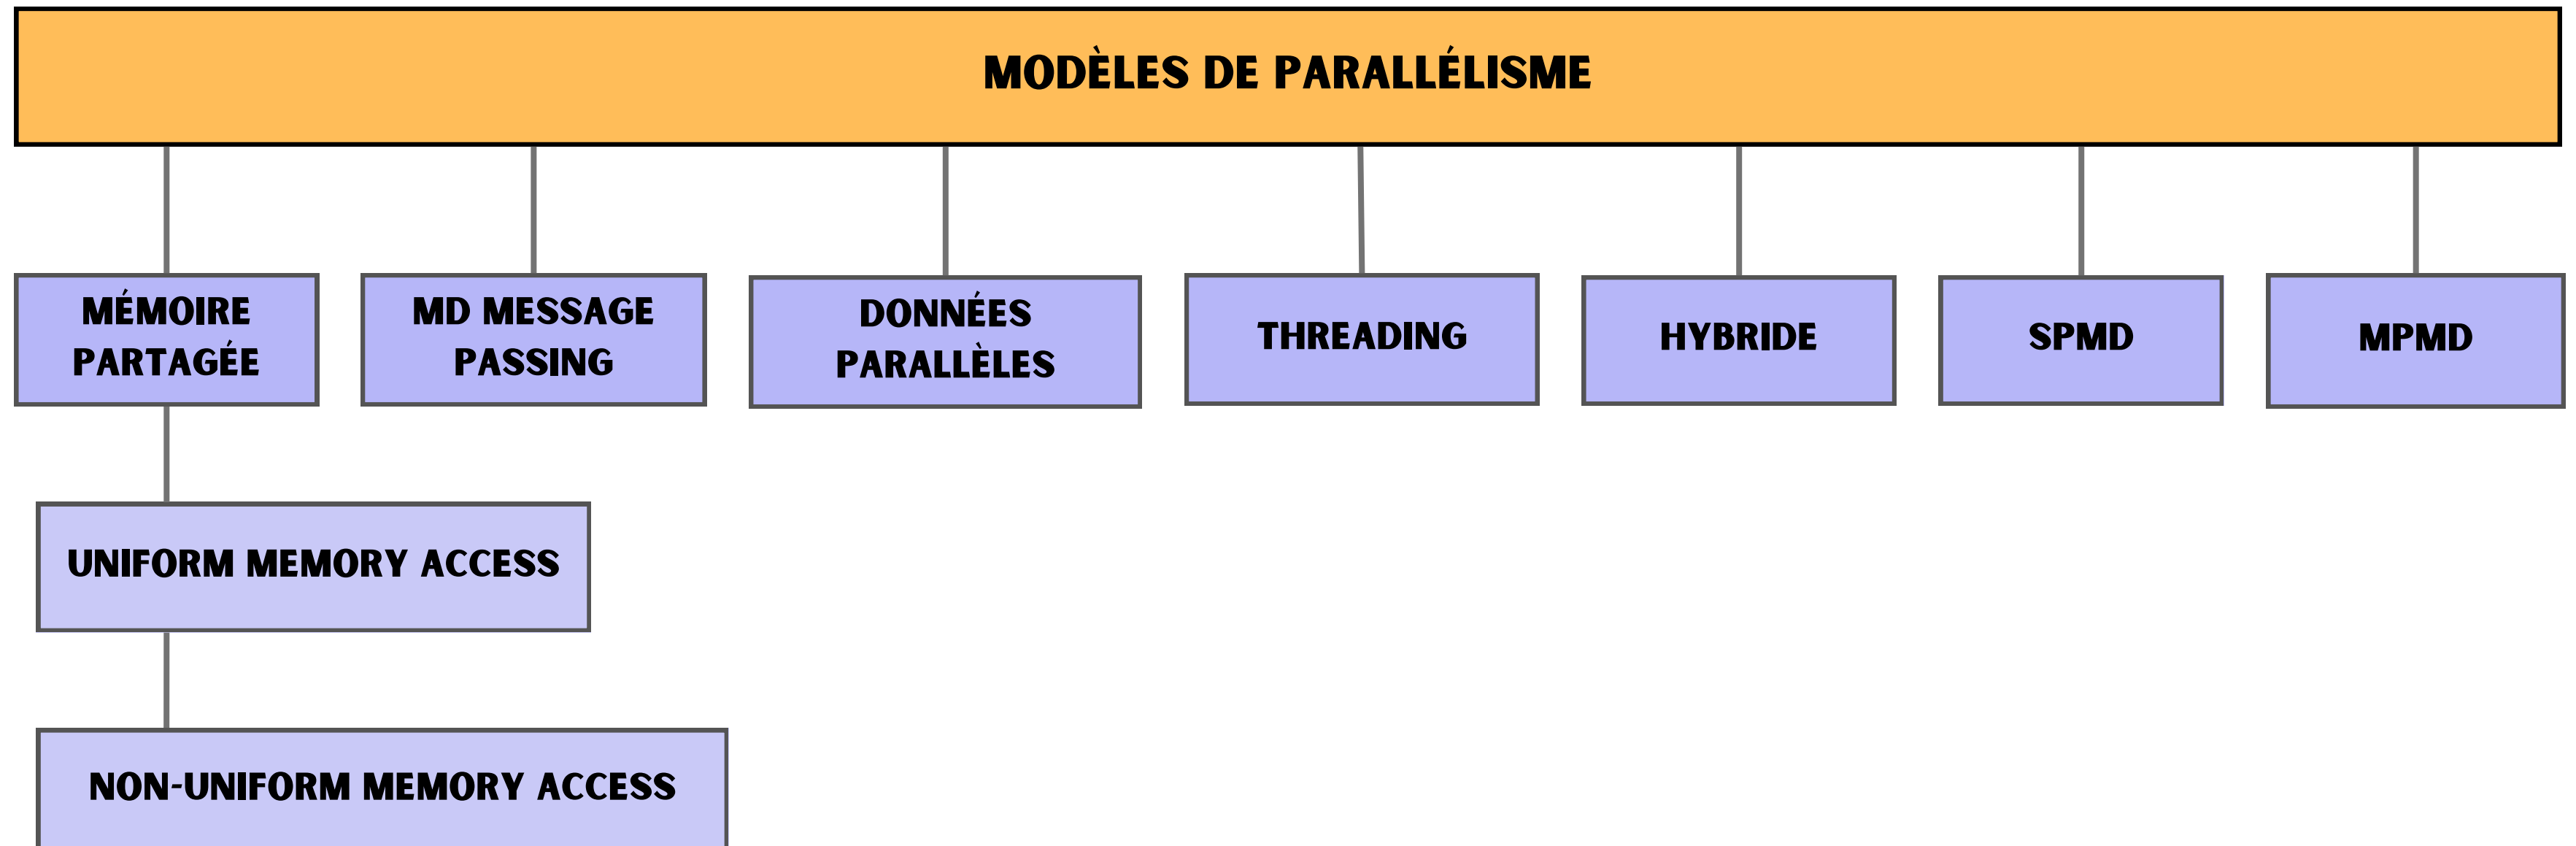 MODÈLES DE PARALLÉLISME
MÉMOIRE
PARTAGÉE
MD MESSAGE
PASSING
DONNÉES
PARALLÈLES
THREADING
HYBRIDE
SPMD
MPMD
UNIFORM MEMORY ACCESS
NON-UNIFORM MEMORY ACCESS